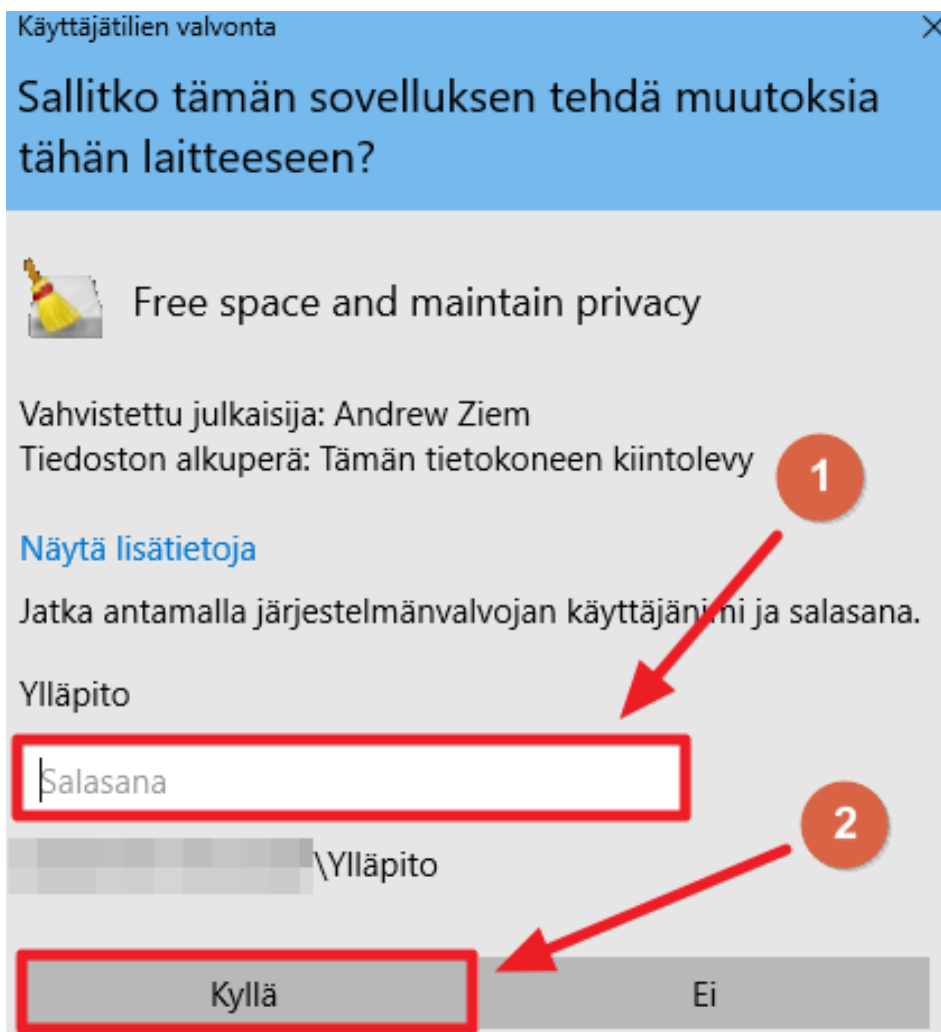 Käyttäjätilien valvonta
Sallitko tämän sovelluksen tehdä muutoksia
tähän laitteeseen?
Free space and maintain privacy
Vahvistettu julkaisija: Andrew Ziem
Tiedoston alkuperä: Tämän tietokoneen kiintolevy
1
Näytä lisätietoja
Jatka antamalla järjestelmänvalvojan käyttäjänimi ja salasana.
Ylläpito
Salasana
2
\Ylläpito
Kyllä
Ei